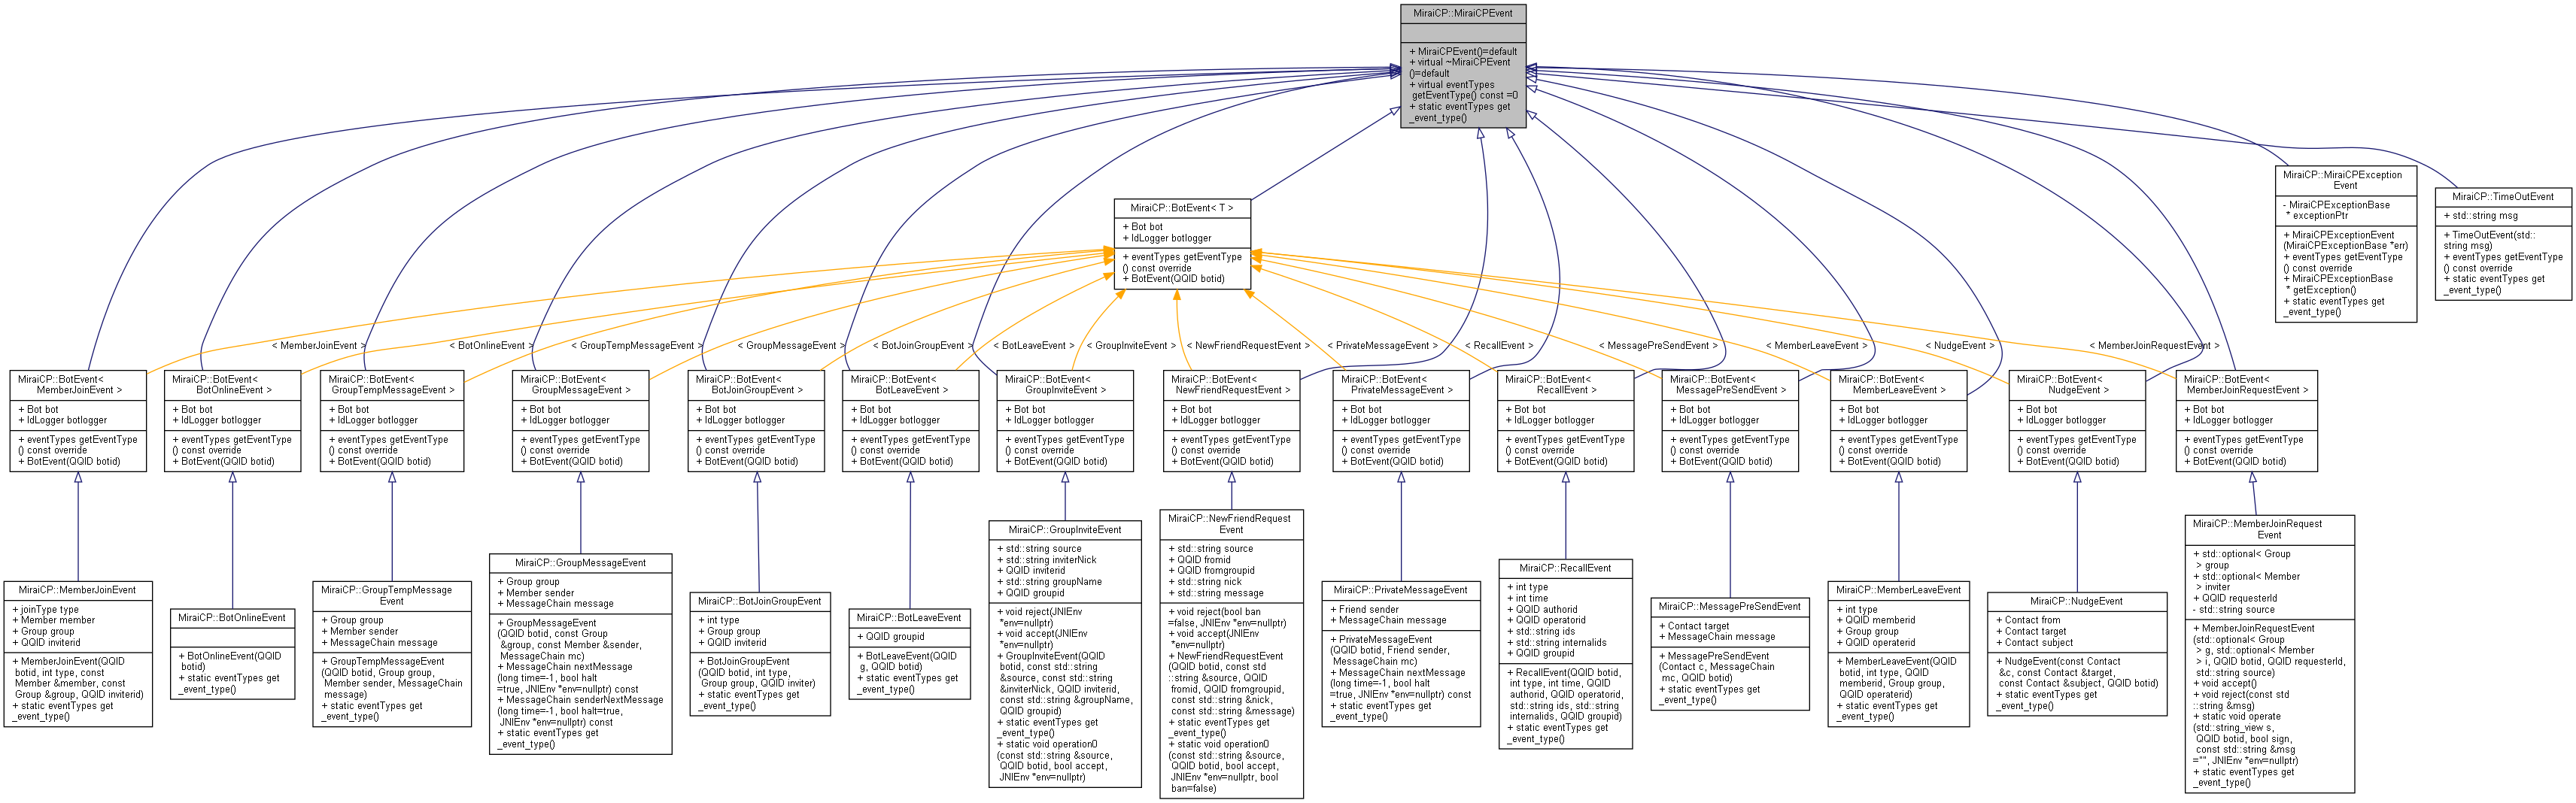 MiraiCP::MiraiCPEvent
+ MiraiCPEvent()=default
+ virtual ~MiraiCPEvent
()=default
+ virtual eventTypes
getEventType() const =0
+ static eventTypes get
_event_type()
MiraiCP::MiraiCPException
Event
- MiraiCPExceptionBase
* exceptionPtr
+ MiraiCPExceptionEvent
(MiraiCPExceptionBase *err)
+ eventTypes getEventType
() const override
+ MiraiCPExceptionBase
* getException()
+ static eventTypes get
_event_type()
MiraiCP::TimeOutEvent
+ std::string msg
+ TimeOutEvent(std::
string msg)
+ eventTypes getEventType
() const override
+ static eventTypes get
_event_type()
MiraiCP::BotEvent< T >
+ Bot bot
+ IdLogger botlogger
+ eventTypes getEventType
() const override
+ BotEvent(QQID botid)
< MemberJoinEvent >
< BotOnlineEvent >
< GroupTempMessageEvent >
< GroupMessageEvent >
< BotJoinGroupEvent >
< BotLeaveEvent >
< GroupInviteEvent >
< NewFriendRequestEvent >
< PrivateMessageEvent >
< RecallEvent >
< MessagePreSendEvent >
< MemberLeaveEvent >
< NudgeEvent >
< MemberJoinRequestEvent >
MiraiCP::BotEvent<
MemberJoinEvent >
+ Bot bot
+ IdLogger botlogger
+ eventTypes getEventType
() const override
+ BotEvent(QQID botid)
MiraiCP::BotEvent<
BotOnlineEvent >
+ Bot bot
+ IdLogger botlogger
+ eventTypes getEventType
() const override
+ BotEvent(QQID botid)
MiraiCP::BotEvent<
GroupTempMessageEvent >
+ Bot bot
+ IdLogger botlogger
+ eventTypes getEventType
() const override
+ BotEvent(QQID botid)
MiraiCP::BotEvent<
GroupMessageEvent >
+ Bot bot
+ IdLogger botlogger
+ eventTypes getEventType
() const override
+ BotEvent(QQID botid)
MiraiCP::BotEvent<
BotJoinGroupEvent >
+ Bot bot
+ IdLogger botlogger
+ eventTypes getEventType
() const override
+ BotEvent(QQID botid)
MiraiCP::BotEvent<
BotLeaveEvent >
+ Bot bot
+ IdLogger botlogger
+ eventTypes getEventType
() const override
+ BotEvent(QQID botid)
MiraiCP::BotEvent<
GroupInviteEvent >
+ Bot bot
+ IdLogger botlogger
+ eventTypes getEventType
() const override
+ BotEvent(QQID botid)
MiraiCP::BotEvent<
NewFriendRequestEvent >
+ Bot bot
+ IdLogger botlogger
+ eventTypes getEventType
() const override
+ BotEvent(QQID botid)
MiraiCP::BotEvent<
PrivateMessageEvent >
+ Bot bot
+ IdLogger botlogger
+ eventTypes getEventType
() const override
+ BotEvent(QQID botid)
MiraiCP::BotEvent<
RecallEvent >
+ Bot bot
+ IdLogger botlogger
+ eventTypes getEventType
() const override
+ BotEvent(QQID botid)
MiraiCP::BotEvent<
MessagePreSendEvent >
+ Bot bot
+ IdLogger botlogger
+ eventTypes getEventType
() const override
+ BotEvent(QQID botid)
MiraiCP::BotEvent<
MemberLeaveEvent >
+ Bot bot
+ IdLogger botlogger
+ eventTypes getEventType
() const override
+ BotEvent(QQID botid)
MiraiCP::BotEvent<
NudgeEvent >
+ Bot bot
+ IdLogger botlogger
+ eventTypes getEventType
() const override
+ BotEvent(QQID botid)
MiraiCP::BotEvent<
MemberJoinRequestEvent >
+ Bot bot
+ IdLogger botlogger
+ eventTypes getEventType
() const override
+ BotEvent(QQID botid)
MiraiCP::MemberJoinEvent
+ joinType type
+ Member member
+ Group group
+ QQID inviterid
+ MemberJoinEvent(QQID
botid, int type, const
Member &member, const
Group &group, QQID inviterid)
+ static eventTypes get
_event_type()
MiraiCP::BotOnlineEvent
+ BotOnlineEvent(QQID
botid)
+ static eventTypes get
_event_type()
MiraiCP::GroupTempMessage
Event
+ Group group
+ Member sender
+ MessageChain message
+ GroupTempMessageEvent
(QQID botid, Group group,
Member sender, MessageChain
message)
+ static eventTypes get
_event_type()
MiraiCP::GroupMessageEvent
+ Group group
+ Member sender
+ MessageChain message
+ GroupMessageEvent
(QQID botid, const Group
&group, const Member &sender,
MessageChain mc)
+ MessageChain nextMessage
(long time=-1, bool halt
=true, JNIEnv *env=nullptr) const
+ MessageChain senderNextMessage
(long time=-1, bool halt=true,
JNIEnv *env=nullptr) const
+ static eventTypes get
_event_type()
MiraiCP::BotJoinGroupEvent
+ int type
+ Group group
+ QQID inviterid
+ BotJoinGroupEvent
(QQID botid, int type,
Group group, QQID inviter)
+ static eventTypes get
_event_type()
MiraiCP::BotLeaveEvent
+ QQID groupid
+ BotLeaveEvent(QQID
g, QQID botid)
+ static eventTypes get
_event_type()
MiraiCP::GroupInviteEvent
+ std::string source
+ std::string inviterNick
+ QQID inviterid
+ std::string groupName
+ QQID groupid
+ void reject(JNIEnv
*env=nullptr)
+ void accept(JNIEnv
*env=nullptr)
+ GroupInviteEvent(QQID
botid, const std::string
&source, const std::string
&inviterNick, QQID inviterid,
const std::string &groupName,
QQID groupid)
+ static eventTypes get
_event_type()
+ static void operation0
(const std::string &source,
QQID botid, bool accept,
JNIEnv *env=nullptr)
MiraiCP::NewFriendRequest
Event
+ std::string source
+ QQID fromid
+ QQID fromgroupid
+ std::string nick
+ std::string message
+ void reject(bool ban
=false, JNIEnv *env=nullptr)
+ void accept(JNIEnv
*env=nullptr)
+ NewFriendRequestEvent
(QQID botid, const std
::string &source, QQID
fromid, QQID fromgroupid,
const std::string &nick,
const std::string &message)
+ static eventTypes get
_event_type()
+ static void operation0
(const std::string &source,
QQID botid, bool accept,
JNIEnv *env=nullptr, bool
ban=false)
MiraiCP::PrivateMessageEvent
+ Friend sender
+ MessageChain message
+ PrivateMessageEvent
(QQID botid, Friend sender,
MessageChain mc)
+ MessageChain nextMessage
(long time=-1, bool halt
=true, JNIEnv *env=nullptr) const
+ static eventTypes get
_event_type()
MiraiCP::RecallEvent
+ int type
+ int time
+ QQID authorid
+ QQID operatorid
+ std::string ids
+ std::string internalids
+ QQID groupid
+ RecallEvent(QQID botid,
int type, int time, QQID
authorid, QQID operatorid,
std::string ids, std::string
internalids, QQID groupid)
+ static eventTypes get
_event_type()
MiraiCP::MessagePreSendEvent
+ Contact target
+ MessageChain message
+ MessagePreSendEvent
(Contact c, MessageChain
mc, QQID botid)
+ static eventTypes get
_event_type()
MiraiCP::MemberLeaveEvent
+ int type
+ QQID memberid
+ Group group
+ QQID operaterid
+ MemberLeaveEvent(QQID
botid, int type, QQID
memberid, Group group,
QQID operaterid)
+ static eventTypes get
_event_type()
MiraiCP::NudgeEvent
+ Contact from
+ Contact target
+ Contact subject
+ NudgeEvent(const Contact
&c, const Contact &target,
const Contact &subject, QQID botid)
+ static eventTypes get
_event_type()
MiraiCP::MemberJoinRequest
Event
+ std::optional< Group
> group
+ std::optional< Member
> inviter
+ QQID requesterId
- std::string source
+ MemberJoinRequestEvent
(std::optional< Group
> g, std::optional< Member
> i, QQID botid, QQID requesterId,
std::string source)
+ void accept()
+ void reject(const std
::string &msg)
+ static void operate
(std::string_view s,
QQID botid, bool sign,
const std::string &msg
="", JNIEnv *env=nullptr)
+ static eventTypes get
_event_type()